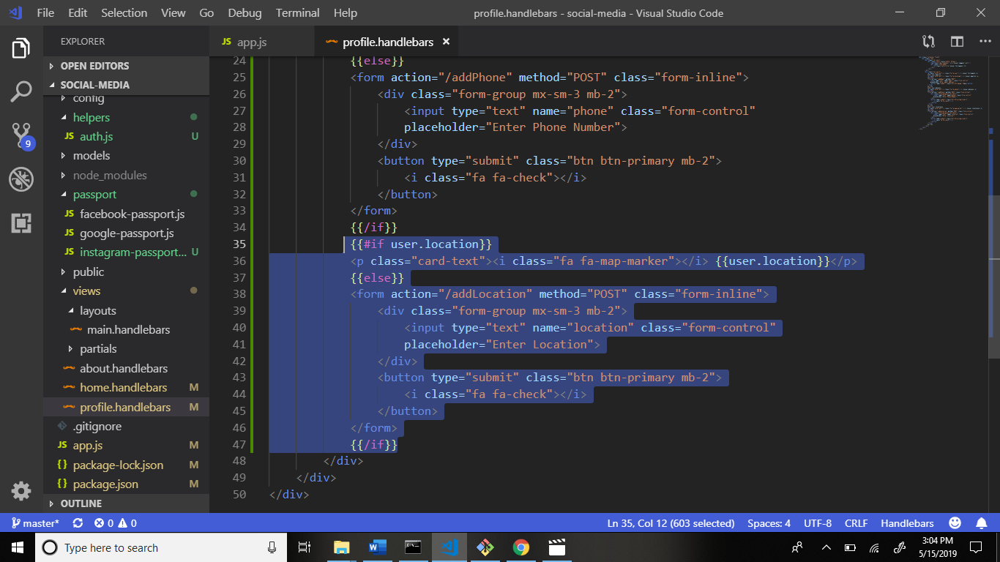 File Edit Selection View Go Debug Terminal Help profile.handlebars - social-media - Visual Studio Code
EXPLORER
JS app.js
profile.handlebars ×
OPEN EDITORS
SOCIAL-MEDIA
config
helpers
JS auth.js U
models
node_modules
passport
JS facebook-passport.js
JS google-passport.js
JS instagram-passport... U
public
views
layouts
main.handlebars
partials
about.handlebars
home.handlebars M
profile.handlebars M
.gitignore
JS app.js M
{} package-lock.json M
{} package.json M
OUTLINE
9
24 {{else}}
25 <form action="/addPhone" method="POST" class="form-inline">
26 <div class="form-group mx-sm-3 mb-2">
27 <input type="text" name="phone" class="form-control"
28 placeholder="Enter Phone Number">
29 </div>
30 <button type="submit" class="btn btn-primary mb-2">
31 <i class="fa fa-check"></i>
32 </button>
33 </form>
34 {{/if}}
35 {{#if user.location}}
36 <p class="card-text"><i class="fa fa-map-marker"></i> {{user.location}}</p>
37 {{else}}
38 <form action="/addLocation" method="POST" class="form-inline">
39 <div class="form-group mx-sm-3 mb-2">
40 <input type="text" name="location" class="form-control"
41 placeholder="Enter Location">
42 </div>
43 <button type="submit" class="btn btn-primary mb-2">
44 <i class="fa fa-check"></i>
45 </button>
46 </form>
47 {{/if}}
48 </div>
49 </div>
50 </div>
master* 0 0 Ln 35, Col 12 (603 selected) Spaces: 4 UTF-8 CRLF Handlebars
Type here to search
3:04 PM
5/15/2019